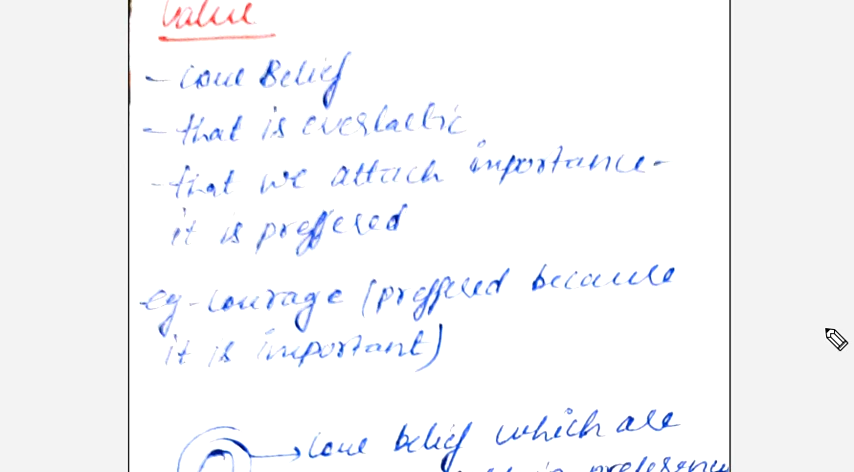 Value
- core Belief
- that is everlastic
- that we attach importance -
it is preffered
- eg - courage (preffered because
it is important)
core belief which are
preference